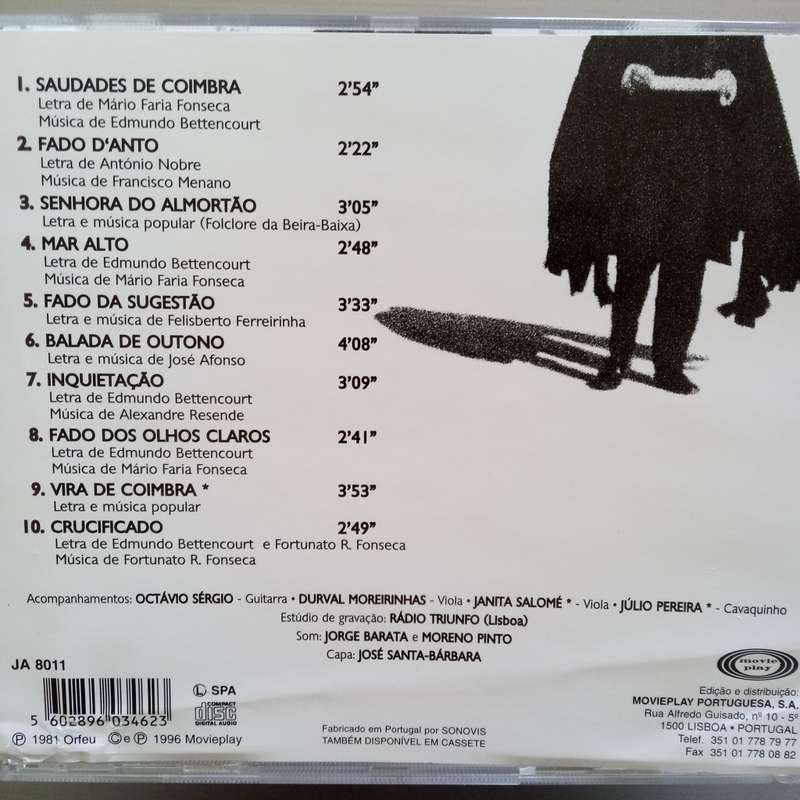 1. SAUDADES DE COIMBRA 2’54”
Letra de Mário Faria Fonseca
Música de Edmundo Bettencourt
2. FADO D‘ANTO 2’22”
Letra de António Nobre
Música de Francisco Menano
3. SENHORA DO ALMORTÃO 3’05”
Letra e música popular (Folclore da Beira-Baixa)
4. MAR ALTO 2’48”
Letra de Edmundo Bettencourt
Música de Mário Faria Fonseca
5. FADO DA SUGESTÃO 3’33”
Letra e música de Felisberto Ferreirinha
6. BALADA DE OUTONO 4’08”
Letra e música de José Afonso
7. INQUIETAÇÃO 3’09”
Letra de Edmundo Bettencourt
Música de Alexandre Resende
8. FADO DOS OLHOS CLAROS 2’41”
Letra de Edmundo Bettencourt
Música de Mário Faria Fonseca
9. VIRA DE COIMBRA * 3’53”
Letra e música popular
10. CRUCIFICADO 2’49”
Letra de Edmundo Bettencourt e Fortunato R. Fonseca
Música de Fortunato R. Fonseca
Acompanhamentos: OCTÁVIO SÉRGIO - Guitarra • DURVAL MOREIRINHAS - Viola • JANITA SALOMÉ * - Viola • JÚLIO PEREIRA * - Cavaquinho
Estúdio de gravação: RÁDIO TRIUNFO (Lisboa)
Som: JORGE BARATA e MORENO PINTO
Capa: JOSÉ SANTA-BÁRBARA
JA 8011
5 602896 034623
Ⓛ SPA
COMPACT
disc
DIGITAL AUDIO
℗ 1981 Orfeu ©e ℗ 1996 Movieplay
Fabricado em Portugal por SONOVIS
TAMBÉM DISPONÍVEL EM CASSETE
movie
play
Edição e distribuição:
MOVIEPLAY PORTUGUESA, S.A.
Rua Alfredo Guisado, nº 10 - 5º
1500 LISBOA • PORTUGAL
Telef. 351 01 778 79 77
Fax 351 01 778 08 82